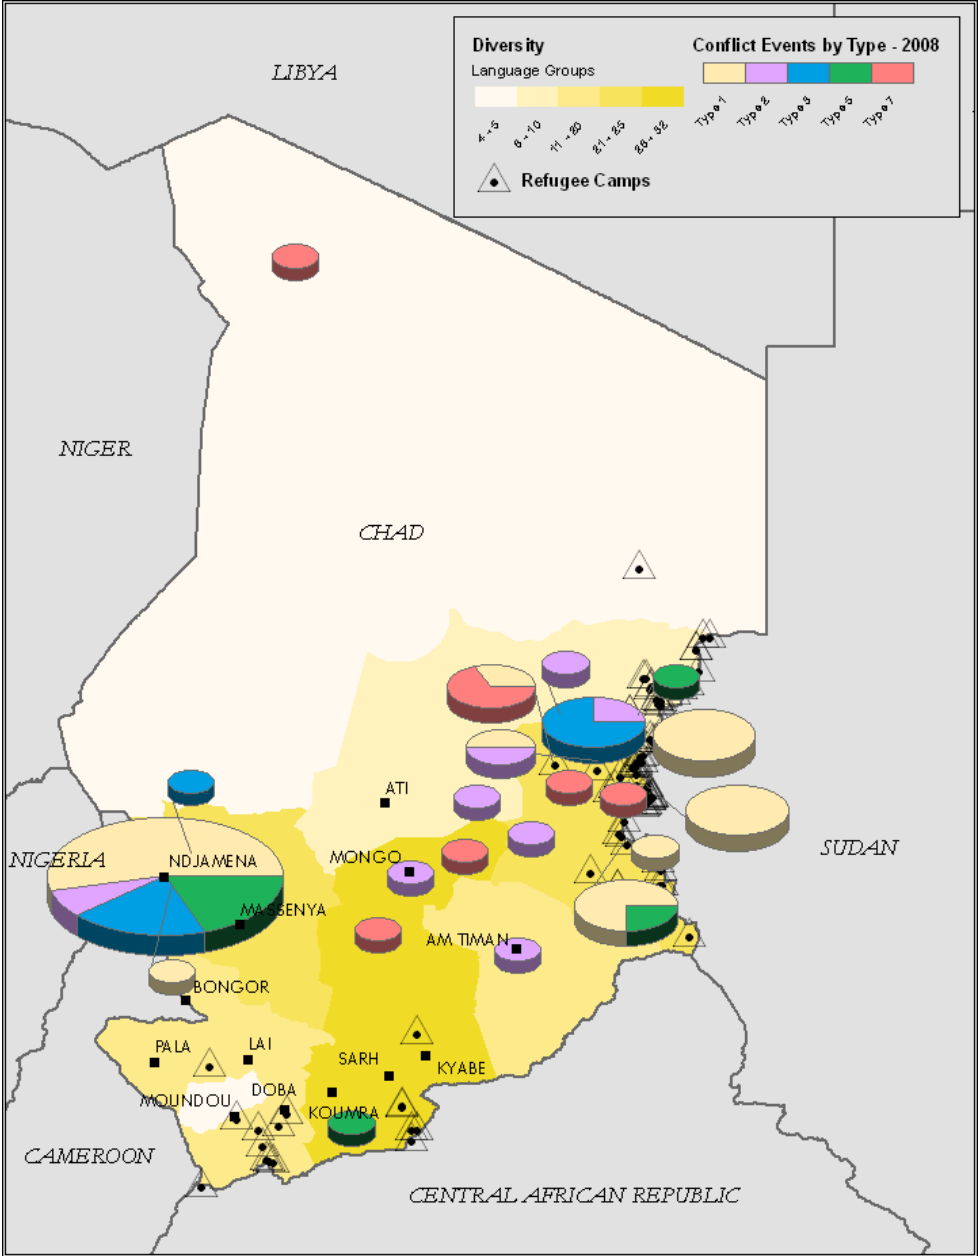 Diversity
Language Groups
4 - 5
6 - 10
11 - 20
21 - 25
26 - 32
Conflict Events by Type - 2008
Type 1
Type 2
Type 3
Type 5
Type 7
Refugee Camps
LIBYA
NIGER
CHAD
ATI
NIGERIA
NDJAMENA
MONGO
SUDAN
MASSENYA
AM TIMAN
BONGOR
PALA
LAI
SARH
KYABE
MOUNDOU
DOBA
KOUMRA
CAMEROON
CENTRAL AFRICAN REPUBLIC